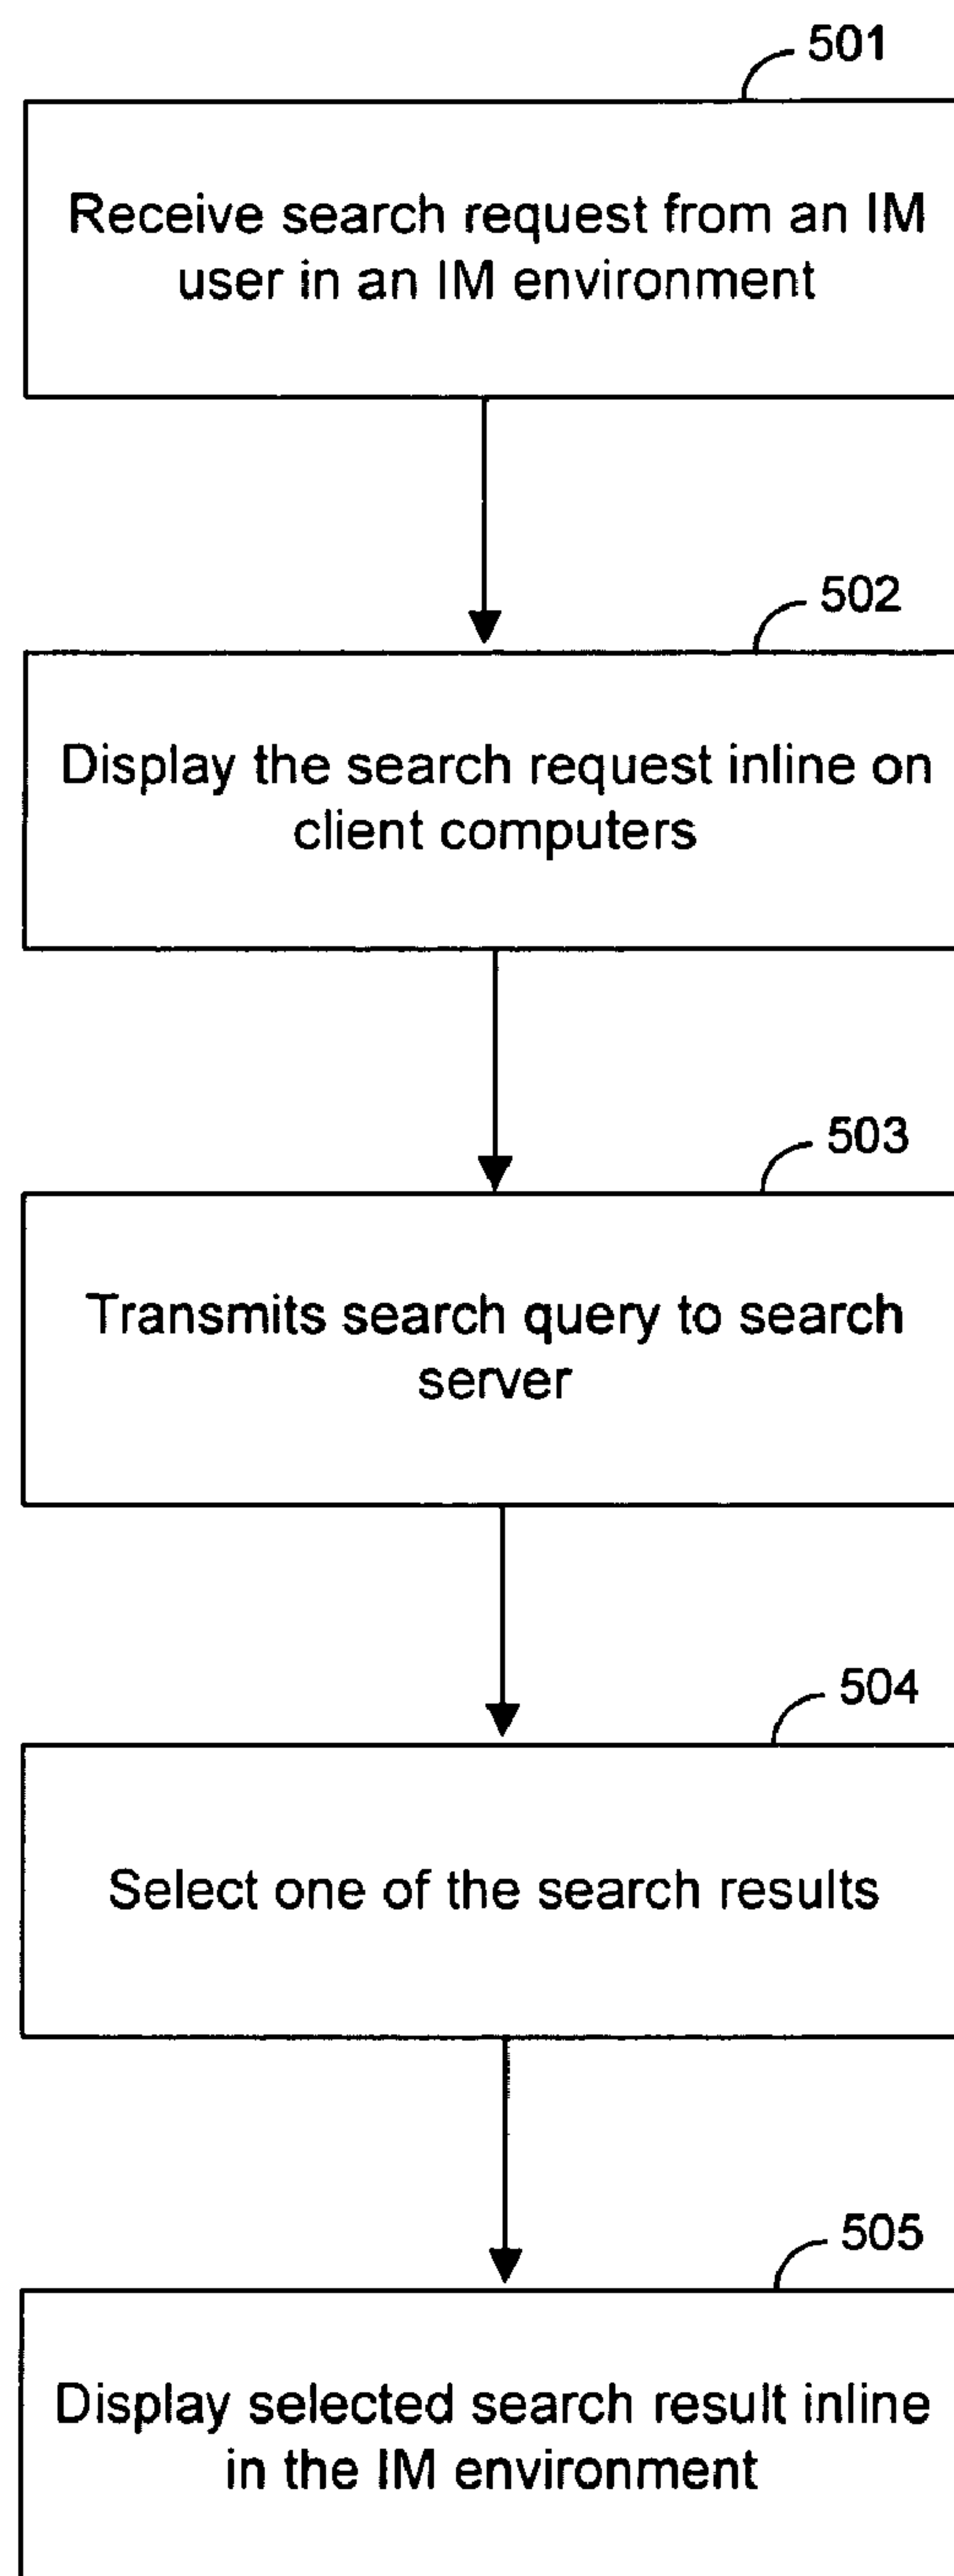 501
Receive search request from an IM
user in an IM environment
502
Display the search request inline on
client computers
503
Transmits search query to search
server
504
Select one of the search results
505
Display selected search result inline
in the IM environment